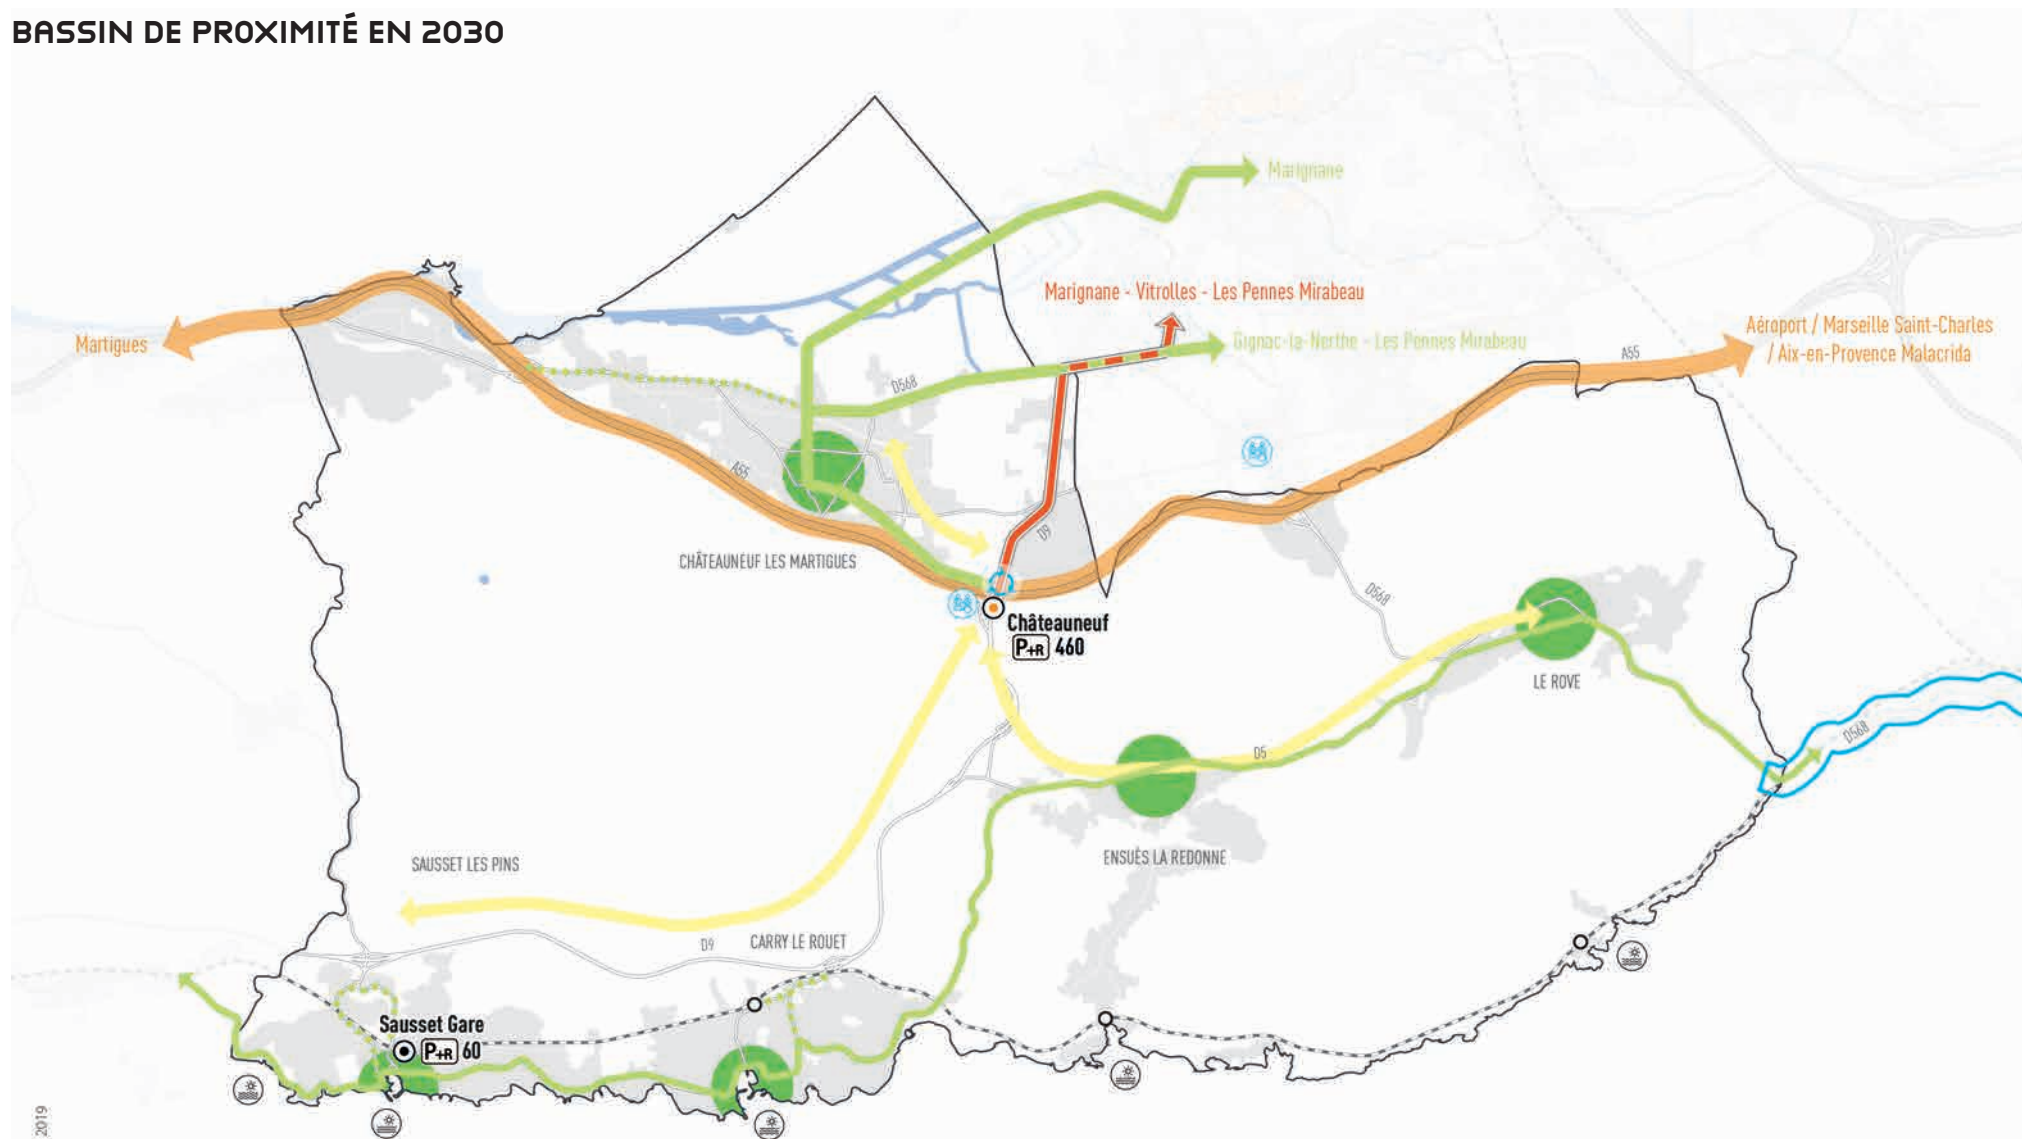 BASSIN DE PROXIMITÉ EN 2030
Marignane
Marignane - Vitrolles - Les Pennes Mirabeau
Gignac-la-Nerthe - Les Pennes Mirabeau
Martigues
Aéroport / Marseille Saint-Charles
/ Aix-en-Provence Malacrida
A55
D568
A55
D9
CHÂTEAUNEUF LES MARTIGUES
Châteauneuf
P+R 460
D568
LE ROVE
D568
D5
ENSUÈS LA REDONNE
SAUSSET LES PINS
D9
CARRY LE ROUET
Sausset Gare
P+R 60
2019